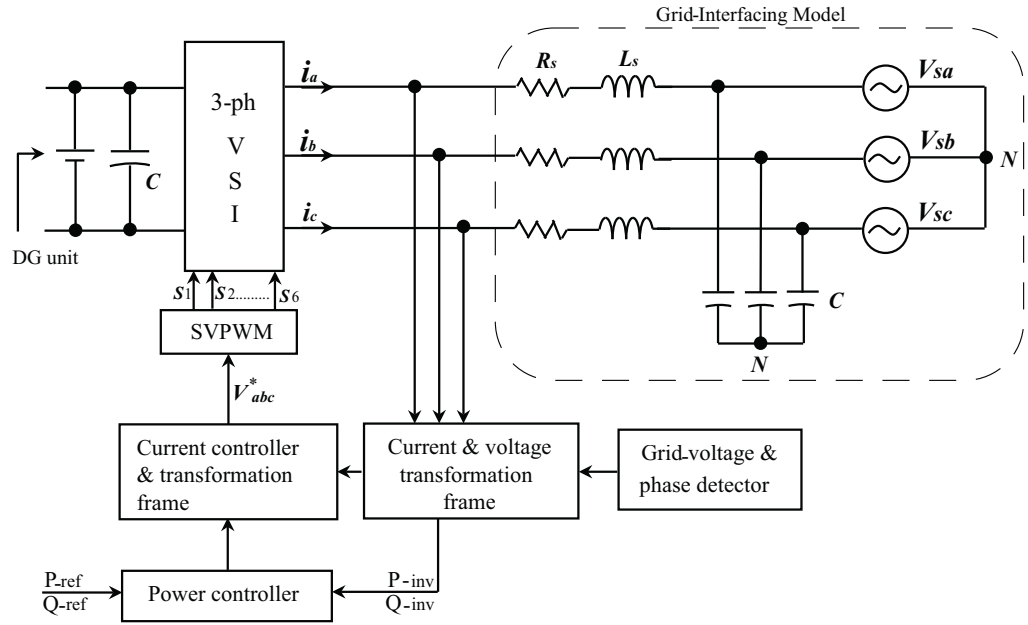 Grid-Interfacing Model
Rs
Ls
Vsa
ia
3-ph
V
S
I
ib
Vsb
N
C
ic
Vsc
DG unit
S1 S2......... S6
C
SVPWM
N
V*abc
Current controller
& transformation
frame
Current & voltage
transformation
frame
Grid-voltage &
phase detector
P-ref
Q-ref
Power controller
P-inv
Q-inv